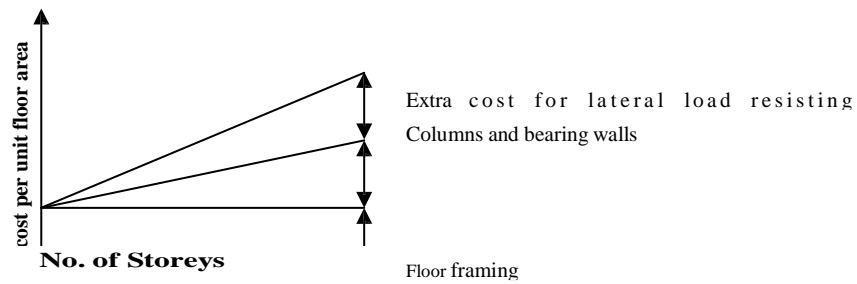 cost per unit floor area
Extra cost for lateral load resisting
Columns and bearing walls
No. of Storeys
Floor framing